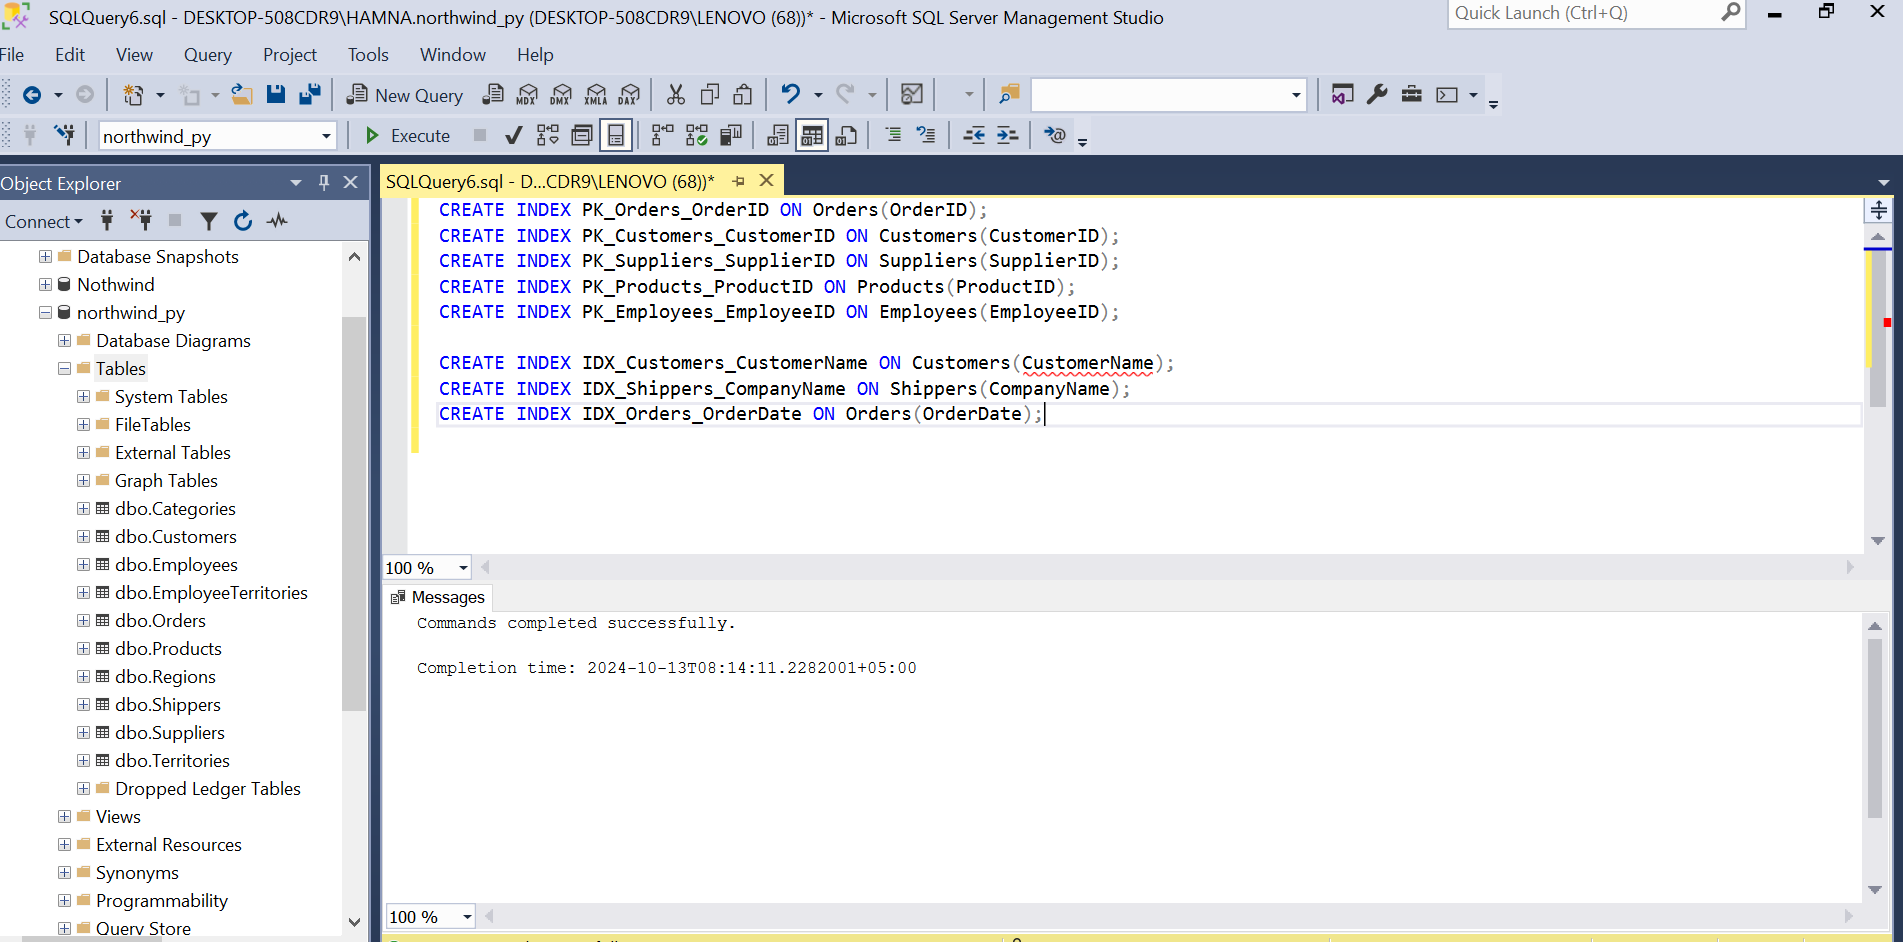 SQLQuery6.sql - DESKTOP-508CDR9\HAMNA.northwind_py (DESKTOP-508CDR9\LENOVO (68))* - Microsoft SQL Server Management Studio
Quick Launch (Ctrl+Q)
File Edit View Query Project Tools Window Help
New Query MDX DMX XMLA DAX
northwind_py Execute
Object Explorer
Connect
Database Snapshots
Nothwind
northwind_py
Database Diagrams
Tables
System Tables
FileTables
External Tables
Graph Tables
dbo.Categories
dbo.Customers
dbo.Employees
dbo.EmployeeTerritories
dbo.Orders
dbo.Products
dbo.Regions
dbo.Shippers
dbo.Suppliers
dbo.Territories
Dropped Ledger Tables
Views
External Resources
Synonyms
Programmability
Query Store
SQLQuery6.sql - D...CDR9\LENOVO (68))*
CREATE INDEX PK_Orders_OrderID ON Orders(OrderID);
CREATE INDEX PK_Customers_CustomerID ON Customers(CustomerID);
CREATE INDEX PK_Suppliers_SupplierID ON Suppliers(SupplierID);
CREATE INDEX PK_Products_ProductID ON Products(ProductID);
CREATE INDEX PK_Employees_EmployeeID ON Employees(EmployeeID);
CREATE INDEX IDX_Customers_CustomerName ON Customers(CustomerName);
CREATE INDEX IDX_Shippers_CompanyName ON Shippers(CompanyName);
CREATE INDEX IDX_Orders_OrderDate ON Orders(OrderDate);
100 %
Messages
Commands completed successfully.
Completion time: 2024-10-13T08:14:11.2282001+05:00
100 %